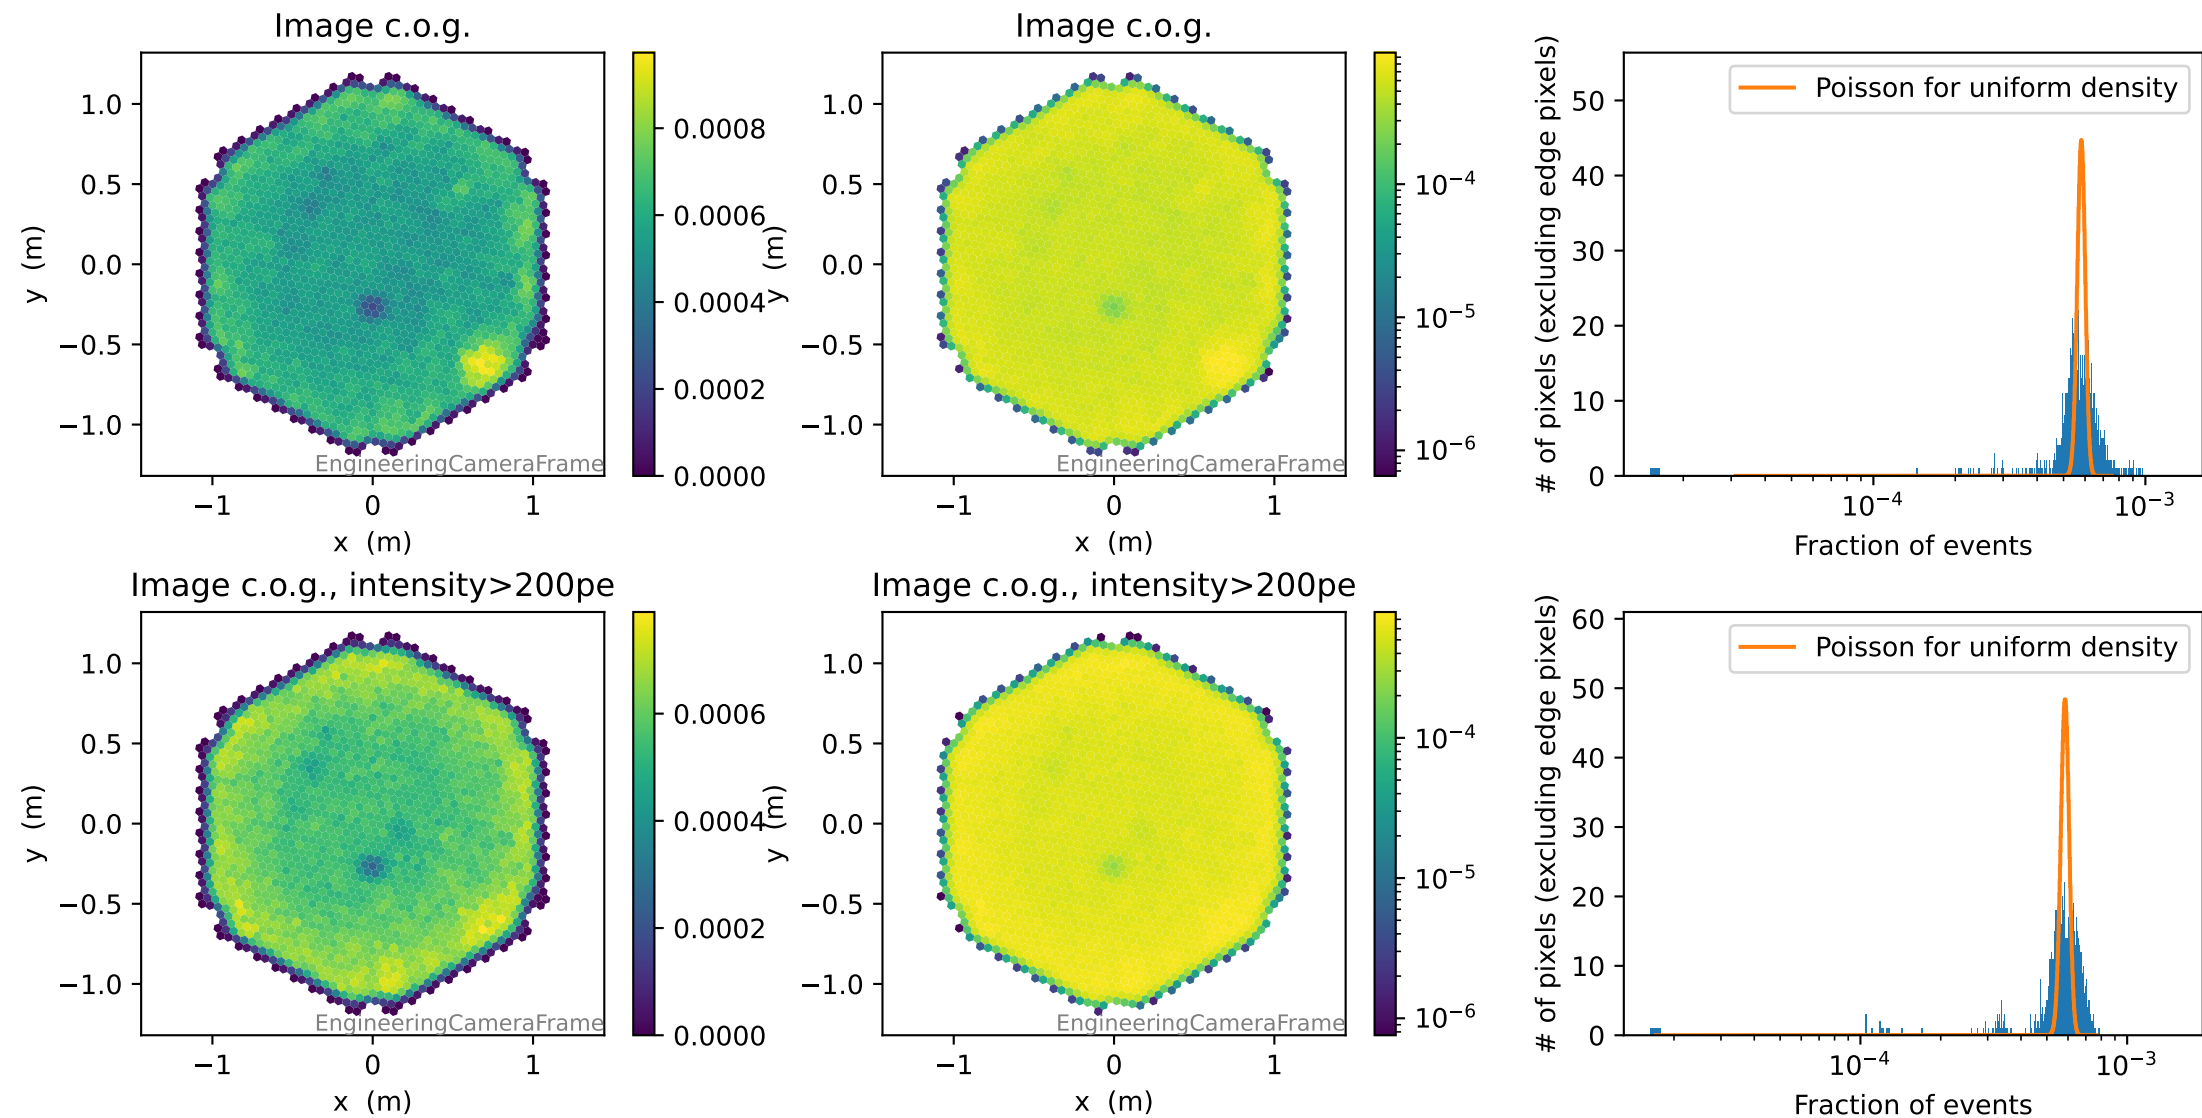 Image c.o.g.
1.0
0.5
0.0
−0.5
−1.0
y (m)
−1
0
1
x (m)
EngineeringCameraFrame
0.0008
0.0006
0.0004
0.0002
0.0000
Image c.o.g.
1.0
0.5
0.0
−0.5
−1.0
y (m)
−1
0
1
x (m)
EngineeringCameraFrame
10−4
10−5
10−6
# of pixels (excluding edge pixels)
50
40
30
20
10
0
Poisson for uniform density
10−4
10−3
Fraction of events
Image c.o.g., intensity>200pe
1.0
0.5
0.0
−0.5
−1.0
y (m)
−1
0
1
x (m)
EngineeringCameraFrame
0.0006
0.0004
0.0002
0.0000
Image c.o.g., intensity>200pe
1.0
0.5
0.0
−0.5
−1.0
y (m)
−1
0
1
x (m)
EngineeringCameraFrame
10−4
10−5
10−6
# of pixels (excluding edge pixels)
60
50
40
30
20
10
0
Poisson for uniform density
10−4
10−3
Fraction of events